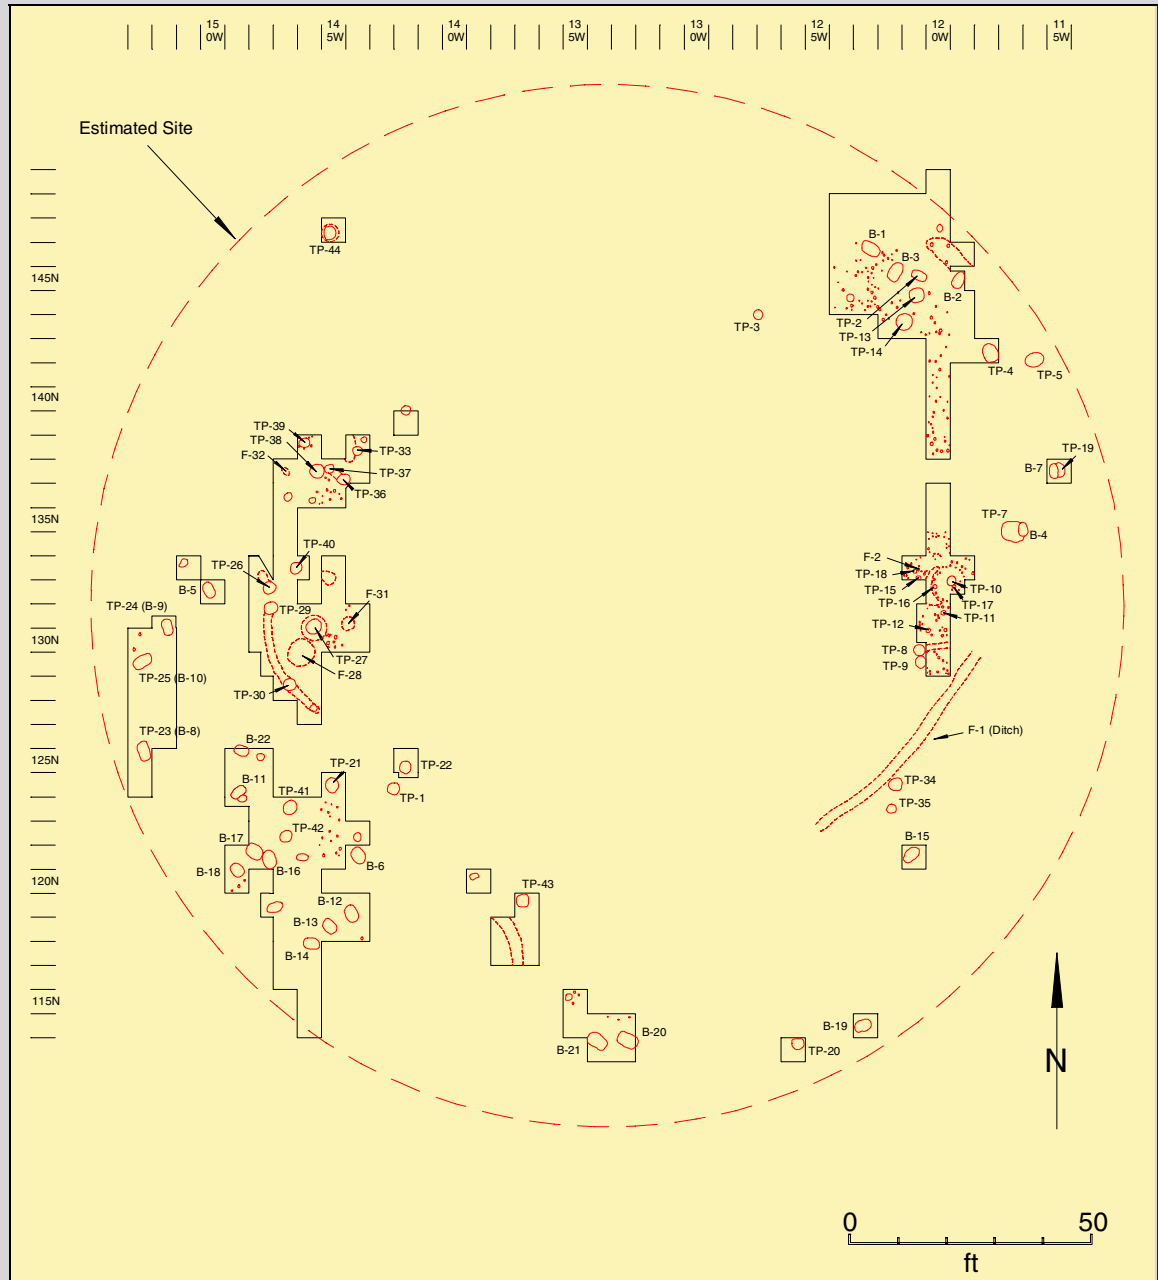 15 14 14 13 13 12 12 11
0W 5W 0W 5W 0W 5W 0W 5W
Estimated Site
TP-44
B-1
B-3
145N
B-2
TP-2
TP-3
TP-13
TP-14
TP-4
TP-5
140N
TP-39
TP-38
TP-33
F-32
TP-37
TP-36
TP-19
B-7
135N
TP-7
B-4
TP-40
TP-26
F-2
TP-18
TP-15
TP-10
TP-16
TP-17
B-5
F-31
TP-24 (B-9)
TP-29
TP-11
TP-12
130N
TP-27
TP-8
TP-9
F-28
TP-25 (B-10)
TP-30
TP-23 (B-8)
F-1 (Ditch)
B-22
125N
TP-21
TP-22
B-11
TP-41
TP-1
TP-34
TP-35
TP-42
B-17
B-15
B-16
B-6
B-18
120N
TP-43
B-12
B-13
B-14
115N
B-19
B-20
B-21
TP-20
N
0 50
ft